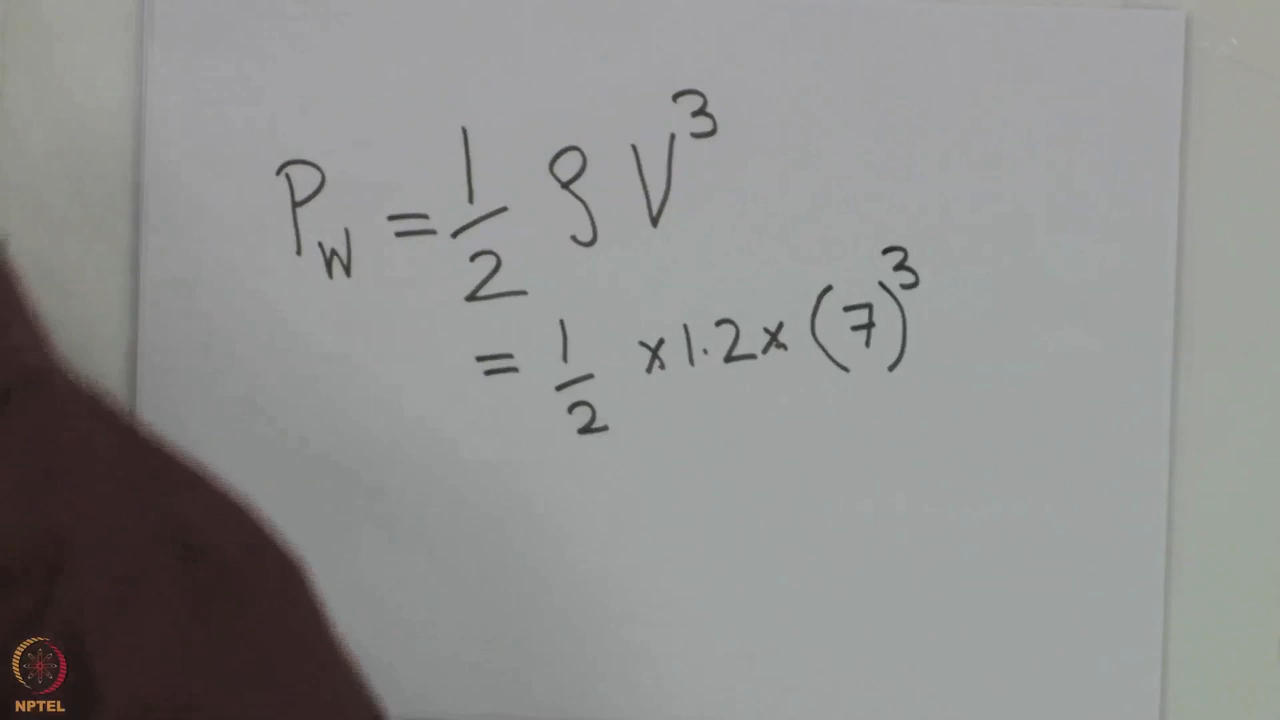 P_W = 1/2 ρ V^3
= 1/2 × 1.2 × (7)^3
NPTEL